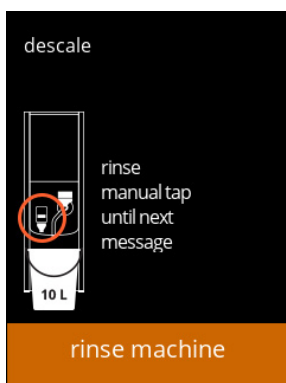 descale
rinse
manual tap
until next
message
10 L
rinse machine